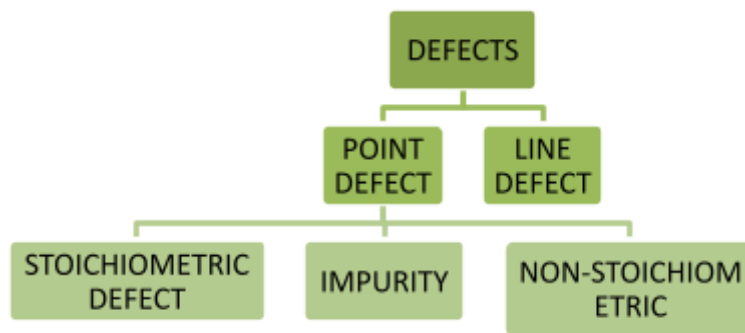 DEFECTS
POINT
DEFECT
LINE
DEFECT
STOICHIOMETRIC
DEFECT
IMPURITY
NON-STOICHIOM
ETRIC